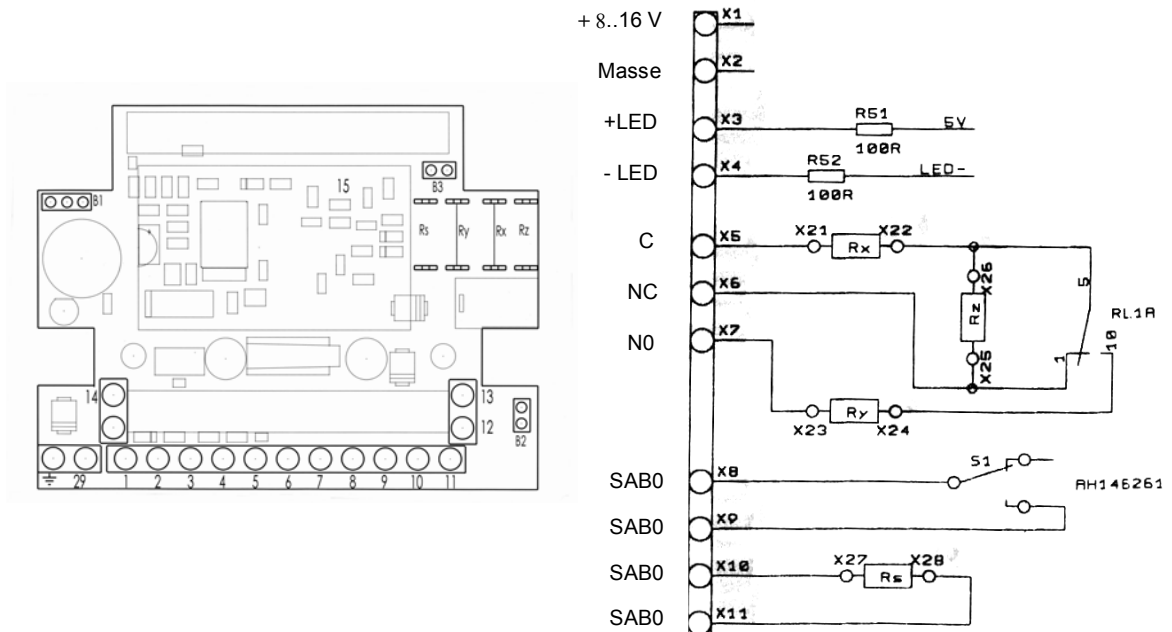 + 8..16 V
X1
Masse
X2
+LED
X3
R51
5V
100R
- LED
X4
R52
LED-
100R
C
X5
X21
Rx
X22
NC
X6
X26
Rz
X25
5
RL1A
1
10
N0
X7
X23
Ry
X24
SAB0
X8
S1
AH146261
SAB0
X9
SAB0
X10
X27
Rs
X28
SAB0
X11
B1
15
B3
Rs
Ry
Rx
Rz
14
13
12
B2
29
1
2
3
4
5
6
7
8
9
10
11